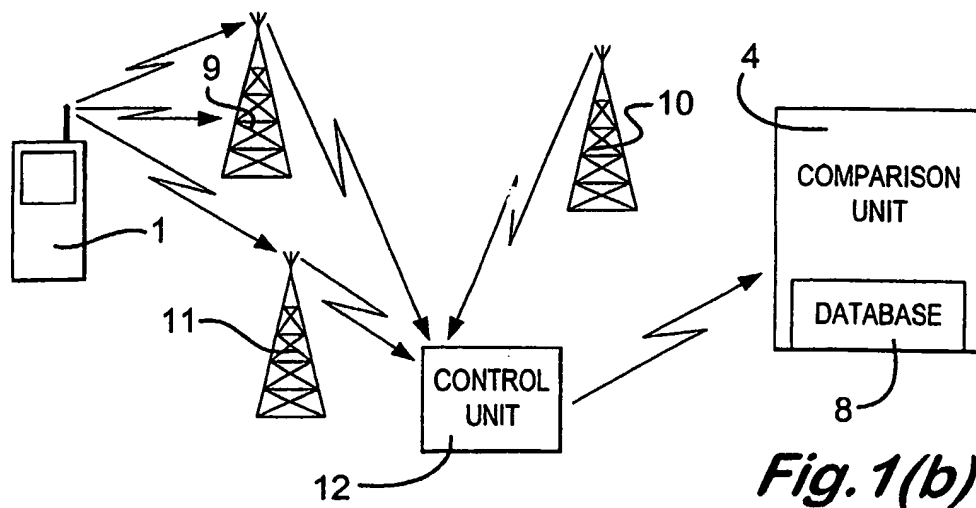 9
10
4
COMPARISON
UNIT
1
11
DATABASE
CONTROL
UNIT
8
12
Fig. 1(b)